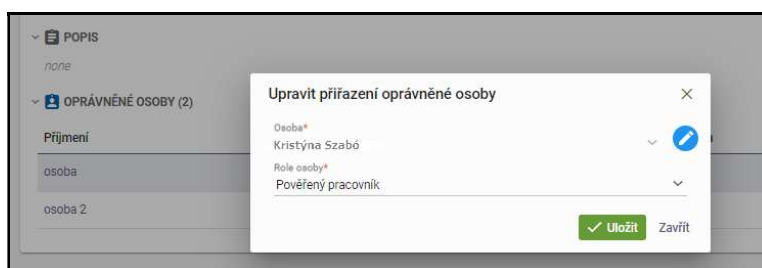 POPIS
none
OPRÁVNĚNÉ OSOBY (2)
Příjmení
osoba
osoba 2
Upravit přiřazení oprávněné osoby
Osoba*
Kristýna Szabó
Role osoby*
Pověřený pracovník
Uložit
Zavřít